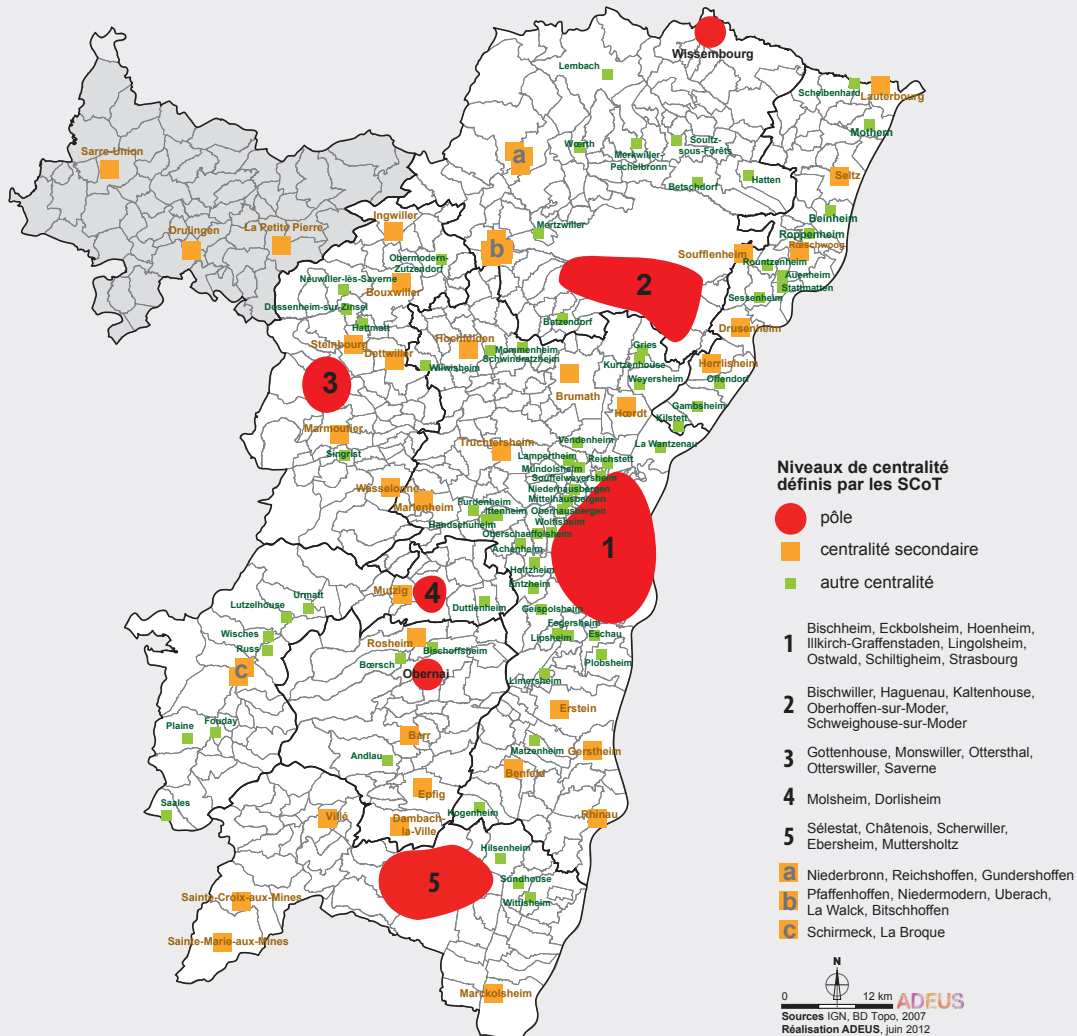 Wissembourg
Lembach
Scheibenhard
Lauterbourg
Mothern
Sarre-Union
a
Wœrth
Merkwiller-
Pechelbronn
Soultz-
sous-Forêts
Betschdorf
Hatten
Seltz
Beinheim
Drulingen
La Petite Pierre
Ingwiller
Mertzwiller
b
Roppenheim
Rœschwoog
Soufflenheim
Rountzenheim
Auenheim
Stattmatten
Sessenheim
Obermodern-
Zutzendorf
Neuwiller-lès-Saverne
Bouxwiller
2
Dossenheim-sur-Zinsel
Hattmatt
Batzendorf
Drusenheim
Steinbourg
Dettwiller
Hochfelden
Mommenheim
Schwindratzheim
Wilwisheim
Gries
Kurtzenhouse
Weyersheim
Herrlisheim
Offendorf
3
Brumath
Hœrdt
Gambsheim
Kilstett
Marmoutier
Singrist
Truchtersheim
Vendenheim
La Wantzenau
Lampertheim
Reichstett
Mundolsheim
Souffelweyersheim
Niederhausbergen
Mittelhausbergen
Oberhausbergen
Wolfisheim
Wasselonne
Marlenheim
Furdenheim
Ittenheim
Handschuheim
Oberschaeffolsheim
Achenheim
1
Holtzheim
Entzheim
Mutzig
4
Duttlenheim
Geispolsheim
Fegersheim
Lipsheim
Eschau
Plobsheim
Urmatt
Lutzelhouse
Wisches
Russ
c
Rosheim
Bischoffsheim
Bœrsch
Obernai
Limersheim
Plaine
Fouday
Barr
Andlau
Erstein
Matzenheim
Gerstheim
Benfeld
Epfig
Saales
Villé
Dambach-
la-Ville
Kogenheim
Rhinau
Hilsenheim
5
Sundhouse
Wittisheim
Sainte-Croix-aux-Mines
Sainte-Marie-aux-Mines
Marckolsheim
Niveaux de centralité
définis par les SCoT
pôle
centralité secondaire
autre centralité
1 Bischheim, Eckbolsheim, Hoenheim,
Illkirch-Graffenstaden, Lingolsheim,
Ostwald, Schiltigheim, Strasbourg
2 Bischwiller, Haguenau, Kaltenhouse,
Oberhoffen-sur-Moder,
Schweighouse-sur-Moder
3 Gottenhouse, Monswiller, Ottersthal,
Otterswiller, Saverne
4 Molsheim, Dorlisheim
5 Sélestat, Châtenois, Scherwiller,
Ebersheim, Muttersholtz
a Niederbronn, Reichshoffen, Gundershoffen
b Pfaffenhoffen, Niedermodern, Uberach,
La Walck, Bitschhoffen
c Schirmeck, La Broque
N
0 12 km ADEUS
Sources IGN, BD Topo, 2007
Réalisation ADEUS, juin 2012